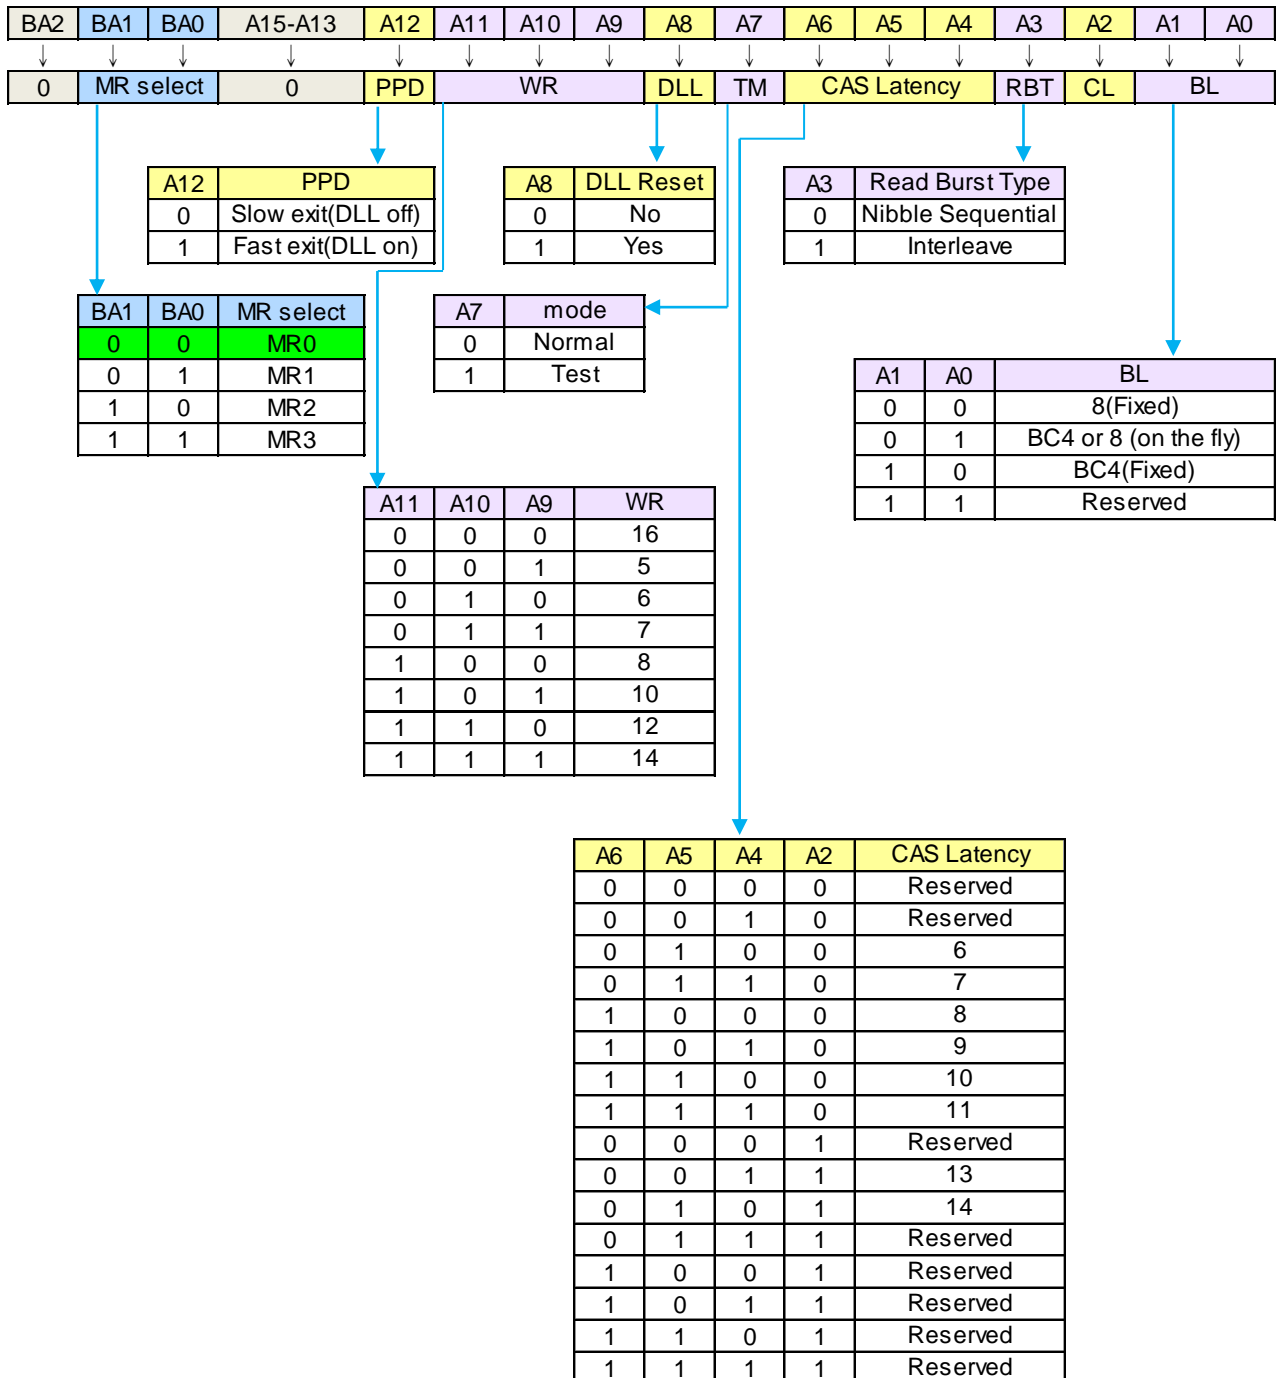 BA2 BA1 BA0 A15-A13 A12 A11 A10 A9 A8 A7 A6 A5 A4 A3 A2 A1 A0
0 MR select 0 PPD WR DLL TM CAS Latency RBT CL BL
A12 PPD
0 Slow exit(DLL off)
1 Fast exit(DLL on)
A8 DLL Reset
0 No
1 Yes
A3 Read Burst Type
0 Nibble Sequential
1 Interleave
BA1 BA0 MR select
0 0 MR0
0 1 MR1
1 0 MR2
1 1 MR3
A7 mode
0 Normal
1 Test
A1 A0 BL
0 0 8(Fixed)
0 1 BC4 or 8 (on the fly)
1 0 BC4(Fixed)
1 1 Reserved
A11 A10 A9 WR
0 0 0 16
0 0 1 5
0 1 0 6
0 1 1 7
1 0 0 8
1 0 1 10
1 1 0 12
1 1 1 14
A6 A5 A4 A2 CAS Latency
0 0 0 0 Reserved
0 0 1 0 Reserved
0 1 0 0 6
0 1 1 0 7
1 0 0 0 8
1 0 1 0 9
1 1 0 0 10
1 1 1 0 11
0 0 0 1 Reserved
0 0 1 1 13
0 1 0 1 14
0 1 1 1 Reserved
1 0 0 1 Reserved
1 0 1 1 Reserved
1 1 0 1 Reserved
1 1 1 1 Reserved